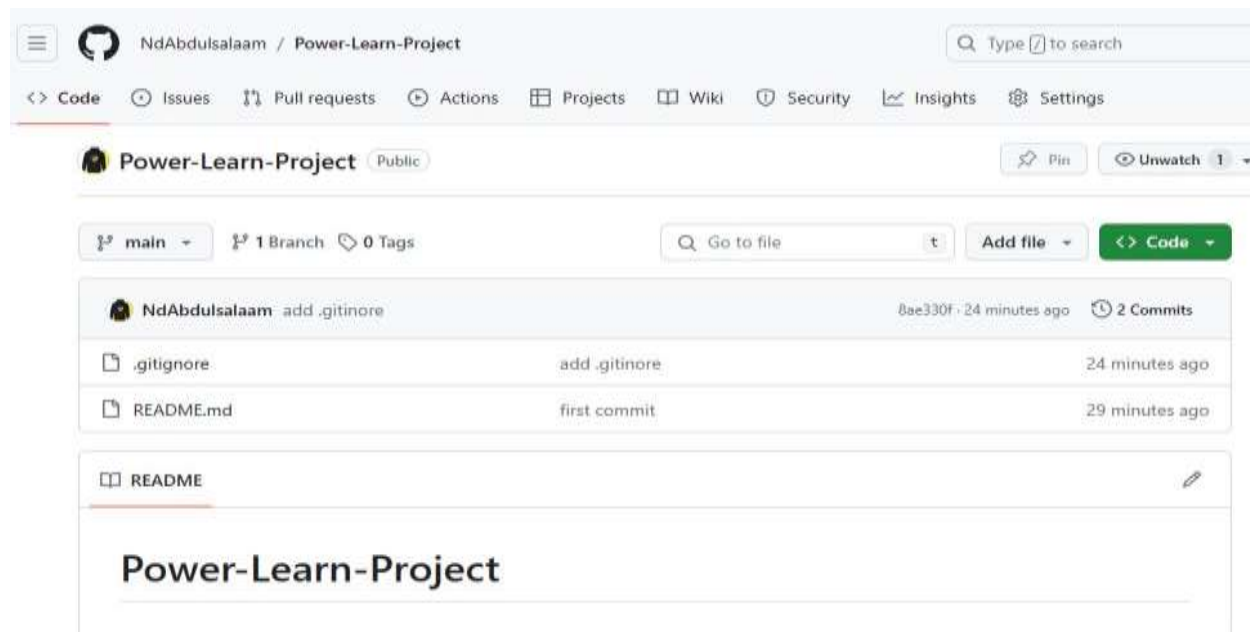 NdAbdulsalaam / Power-Learn-Project
Type / to search
Code Issues Pull requests Actions Projects Wiki Security Insights Settings
Power-Learn-Project Public
Pin Unwatch 1
main 1 Branch 0 Tags
Go to file t Add file Code
NdAbdulsalaam add .gitinore 8ae330f · 24 minutes ago 2 Commits
.gitignore add .gitinore 24 minutes ago
README.md first commit 29 minutes ago
README
Power-Learn-Project